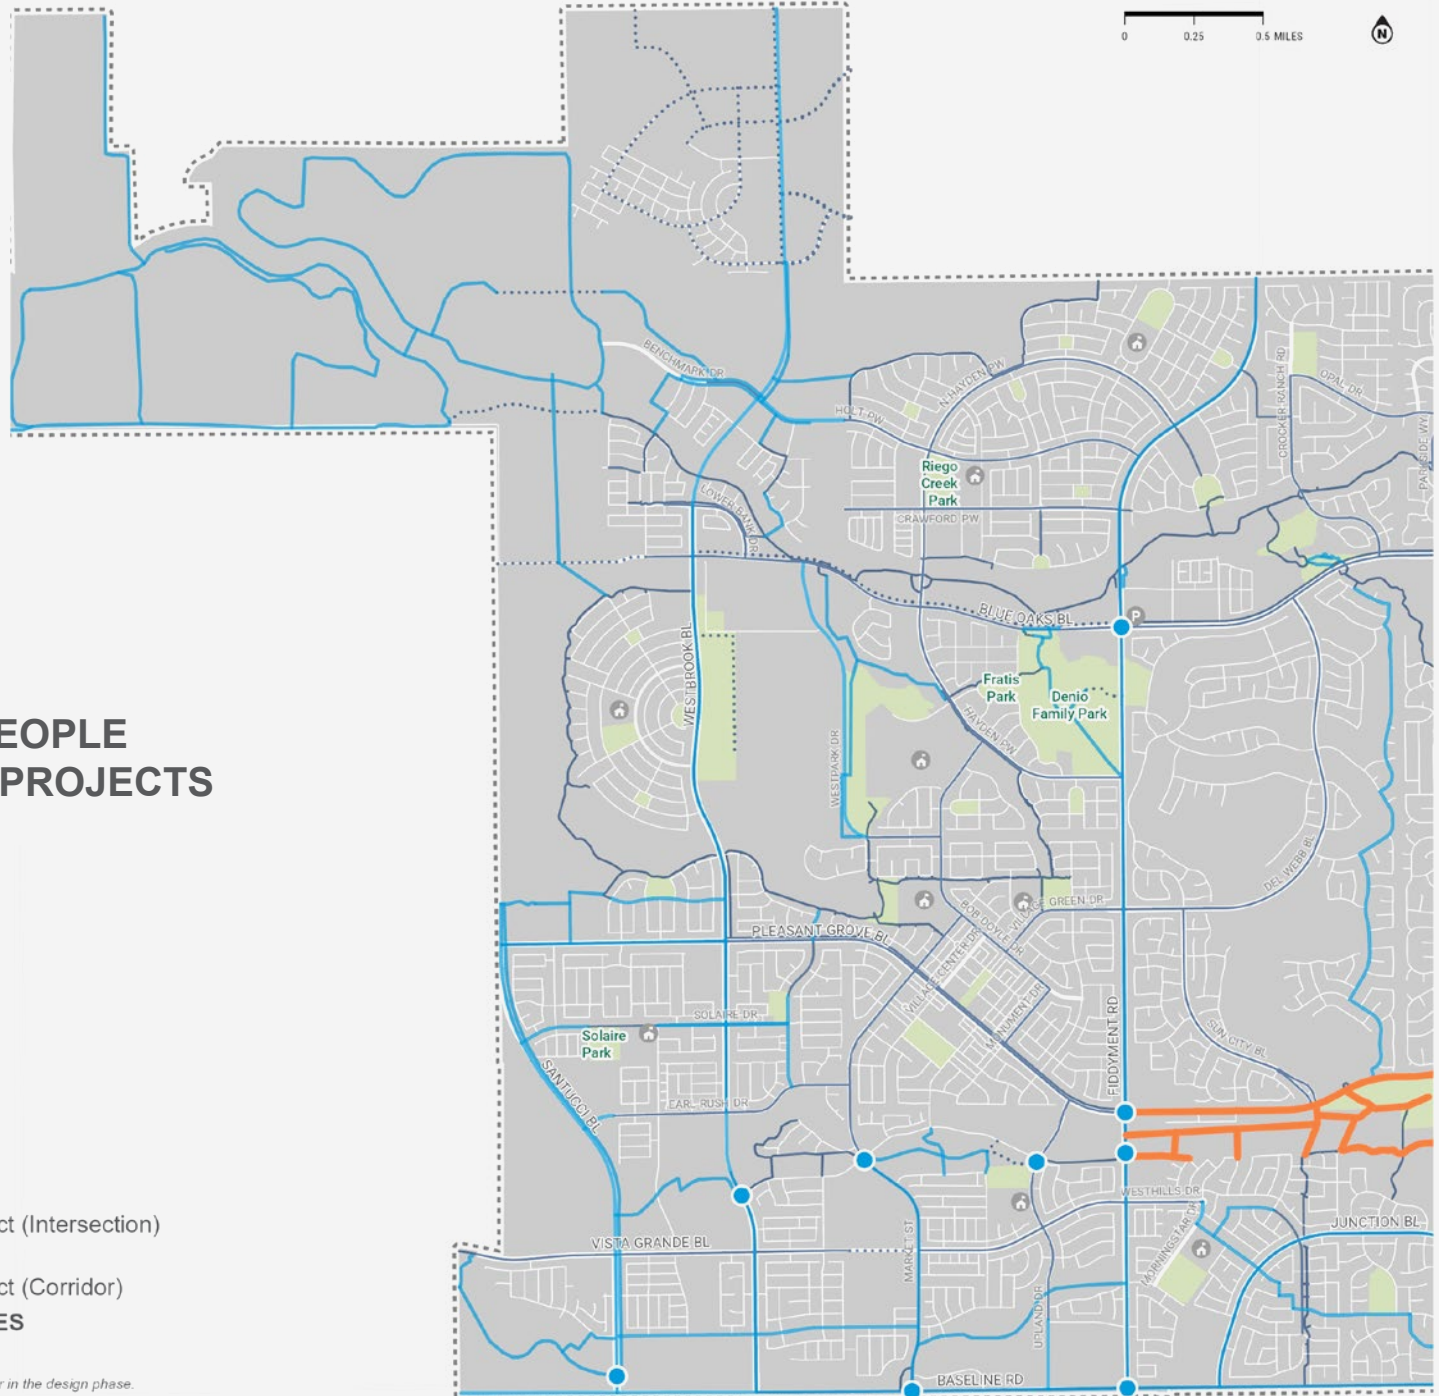 0 0.25 0.5 MILES
N
BENCHMARK DR
N HAYDEN PW
HOLT PW
OPAL DR
CROCKER RANCH RD
PARKSIDE WY
Riego
Creek
Park
CRAWFORD PW
LOWER BANK DR
BLUE OAKS BL
P
WESTBROOK BL
Fratis
Park
Denio
Family Park
HAYDEN PW
WESTPARK DR
EOPLE
PROJECTS
DEL WEBB BL
VILLAGE GREEN DR
BOB DOYLE DR
PLEASANT GROVE BL
VILLAGE CENTER DR
MONUMENT DR
FIDDYMENT RD
SOLAIRE DR
Solaire
Park
SUN CITY BL
SANTUCCI BL
EARL RUSH DR
WESTHILLS DR
MORNINGSTAR DR
JUNCTION BL
ct (Intersection)
VISTA GRANDE BL
MARKET ST
UPLAND DR
ct (Corridor)
ES
BASELINE RD
r in the design phase.